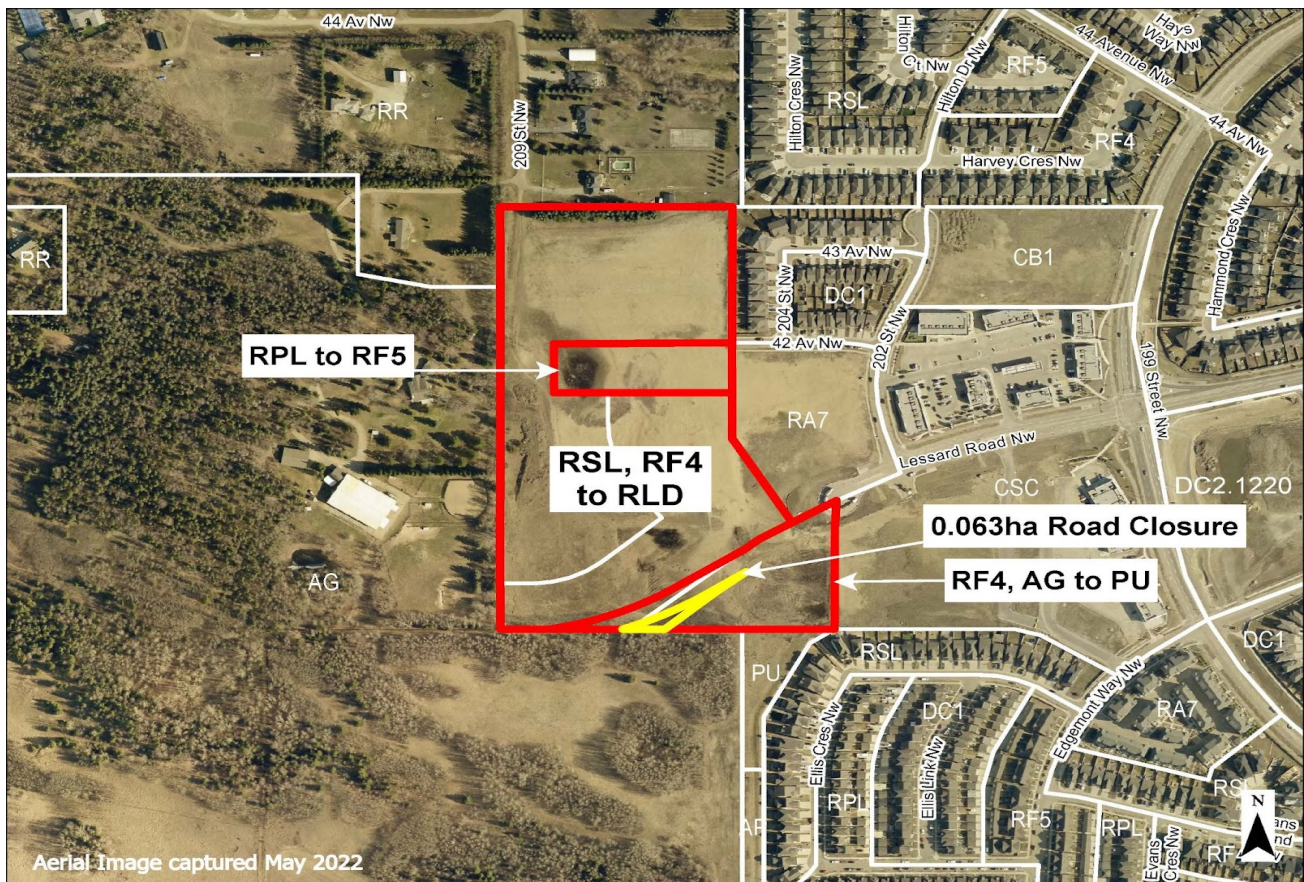 44 Av Nw
209 St Nw
RR
Hilton Cres Nw
Hilton
Ct Nw
Hilton Dr Nw
Hays
Way Nw
44 Avenue Nw
RF5
RSL
RF4
44 Av Nw
Harvey Cres Nw
Hammond Cres Nw
RR
43 Av Nw
204 St Nw
DC1
202 St Nw
CB1
42 Av Nw
199 Street Nw
RPL to RF5
RA7
Lessard Road Nw
RSL, RF4
to RLD
CSC
DC2.1220
0.063ha Road Closure
RF4, AG to PU
AG
PU
RSL
DC1
Edgemont Way Nw
RA7
Ellis Cres Nw
DC1
Ellis Link Nw
RPL
RF5
RPL
Evans
Cres Nw
N
Aerial Image captured May 2022